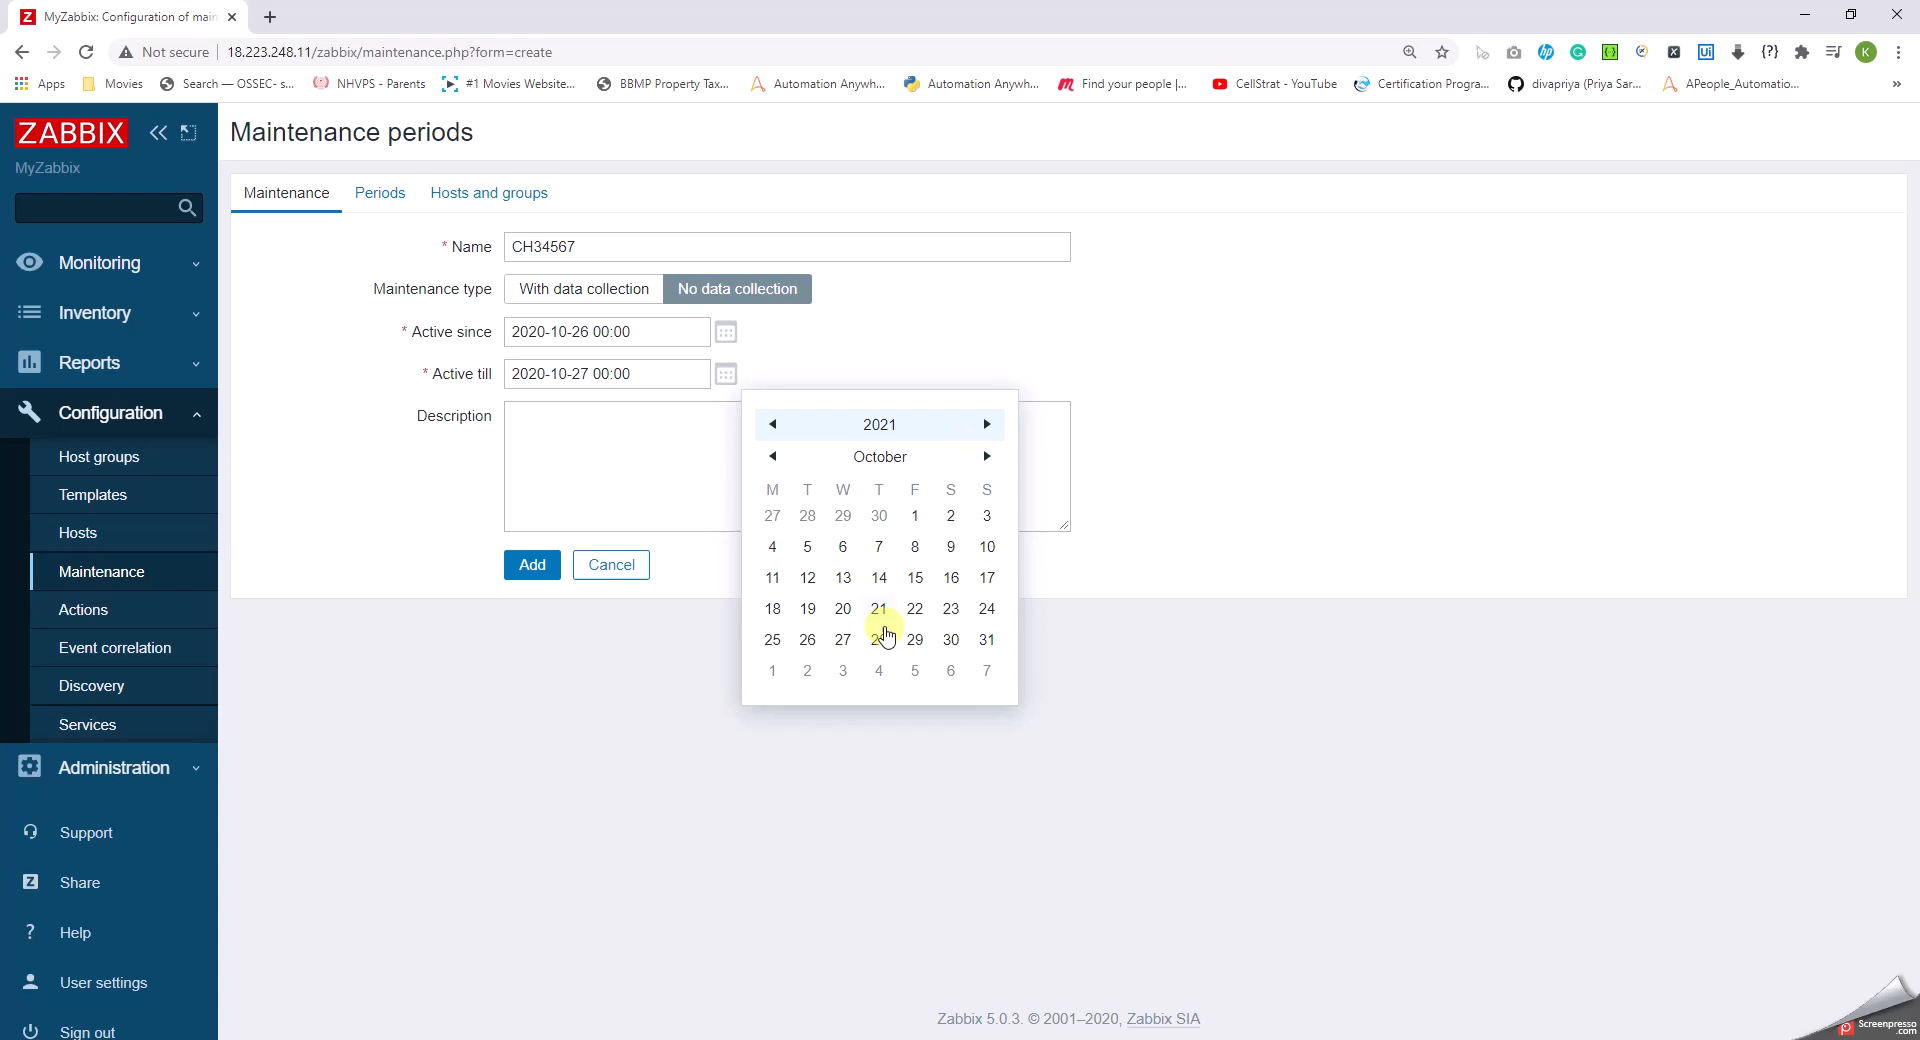 MyZabbix: Configuration of main
Not secure
18.223.248.11/zabbix/maintenance.php?form=create
Apps
Movies
Search — OSSEC- s...
NHVPS - Parents
#1 Movies Website...
BBMP Property Tax...
Automation Anywh...
Automation Anywh...
Find your people |...
CellStrat - YouTube
Certification Progra...
divapriya (Priya Sar...
APeople_Automatio...
»
ZABBIX
MyZabbix
Monitoring
Inventory
Reports
Configuration
Host groups
Templates
Hosts
Maintenance
Actions
Event correlation
Discovery
Services
Administration
Support
Share
Help
User settings
Sign out
Maintenance periods
Maintenance Periods Hosts and groups
* Name CH34567
Maintenance type With data collection No data collection
* Active since 2020-10-26 00:00
* Active till 2020-10-27 00:00
Description
Add Cancel
2021
October
M T W T F S S
27 28 29 30 1 2 3
4 5 6 7 8 9 10
11 12 13 14 15 16 17
18 19 20 21 22 23 24
25 26 27 29 30 31
1 2 3 4 5 6 7
Zabbix 5.0.3. © 2001–2020, Zabbix SIA
Screenpresso
.com